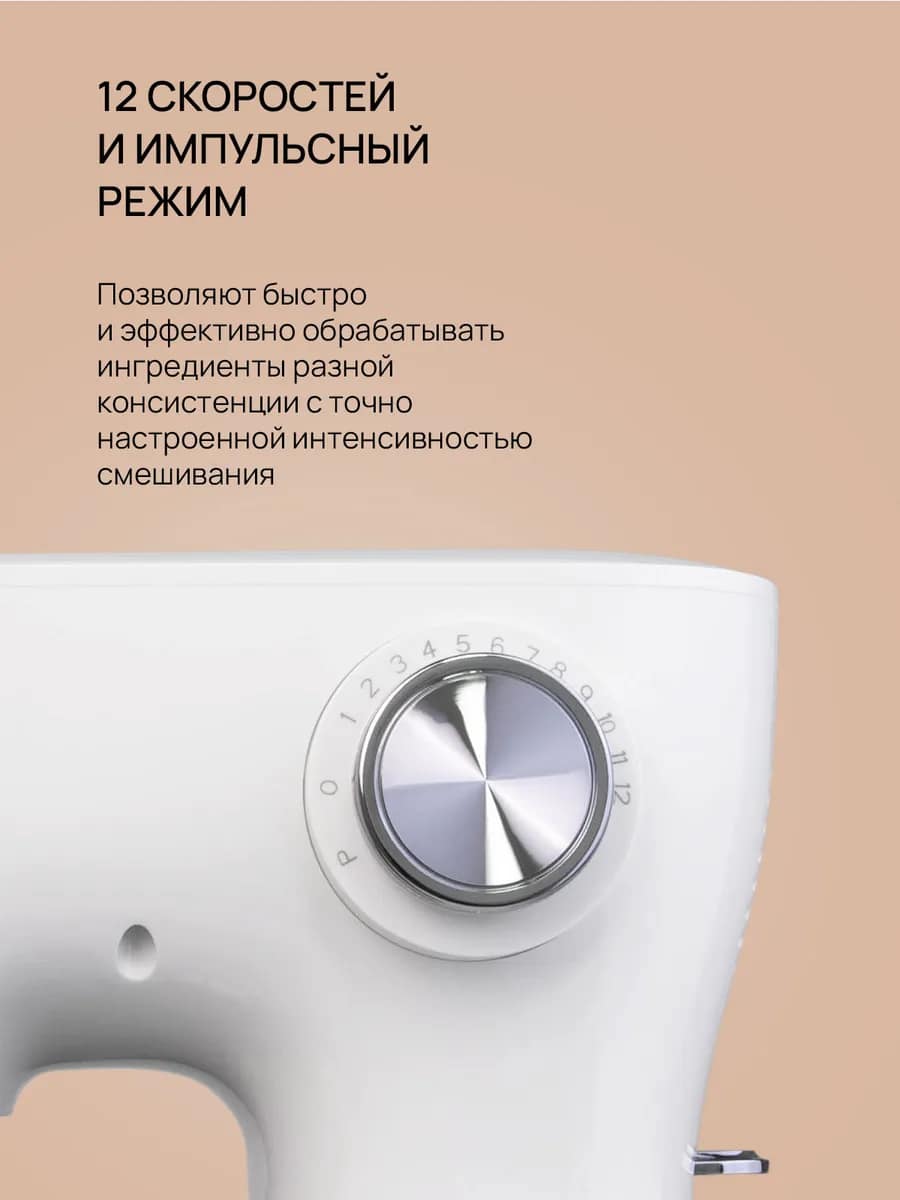 12 СКОРОСТЕЙ
И ИМПУЛЬСНЫЙ
РЕЖИМ
Позволяют быстро
и эффективно обрабатывать
ингредиенты разной
консистенции с точно
настроенной интенсивностью
смешивания
P 0 1 2 3 4 5 6 7 8 9 10 11 12